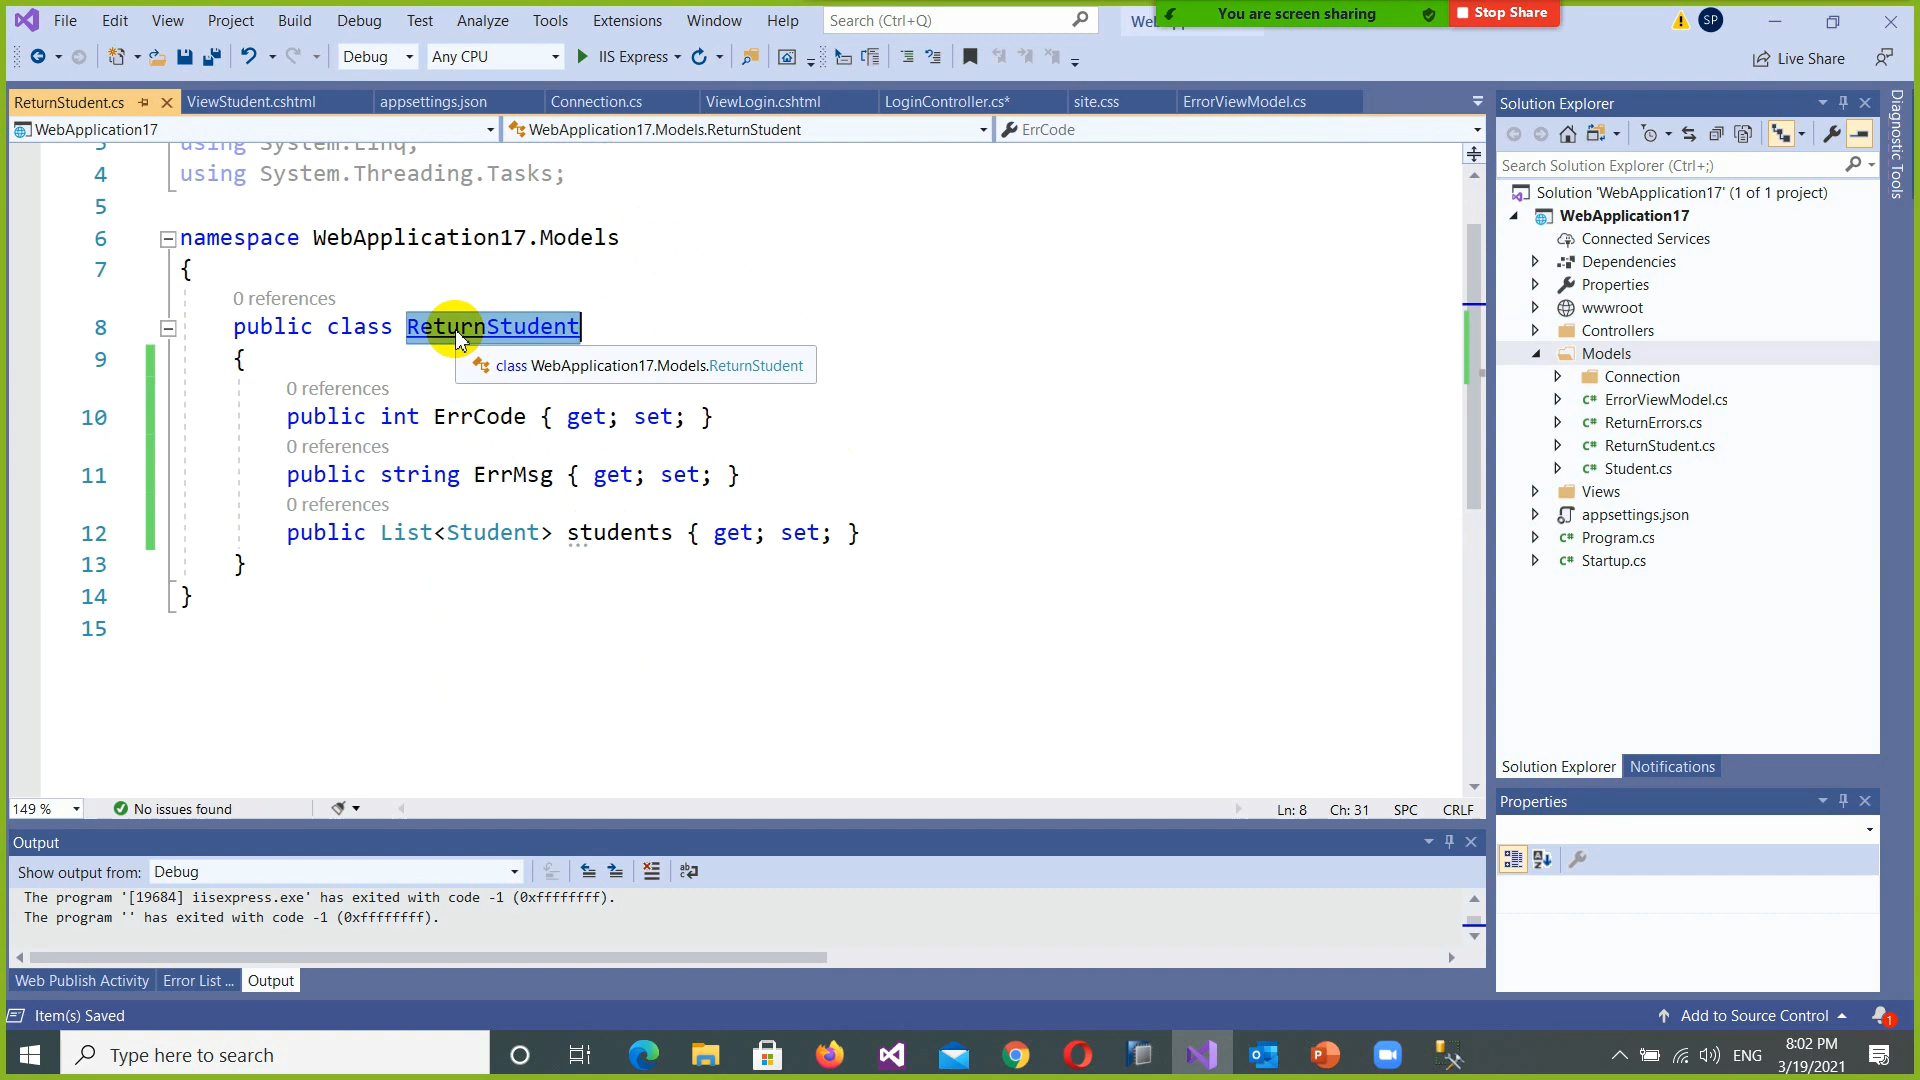 File Edit View Project Build Debug Test Analyze Tools Extensions Window Help Search (Ctrl+Q) You are screen sharing Stop Share SP
Debug Any CPU IIS Express Live Share
ReturnStudent.cs ViewStudent.cshtml appsettings.json Connection.cs ViewLogin.cshtml LoginController.cs* site.css ErrorViewModel.cs
WebApplication17 WebApplication17.Models.ReturnStudent ErrCode
3 using System.Linq;
4 using System.Threading.Tasks;
5
6 namespace WebApplication17.Models
7 {
0 references
8 public class ReturnStudent
class WebApplication17.Models.ReturnStudent
9 {
0 references
10 public int ErrCode { get; set; }
0 references
11 public string ErrMsg { get; set; }
0 references
12 public List<Student> students { get; set; }
13 }
14 }
15
149 % No issues found Ln: 8 Ch: 31 SPC CRLF
Output
Show output from: Debug
The program '[19684] iisexpress.exe' has exited with code -1 (0xffffffff).
The program '' has exited with code -1 (0xffffffff).
Web Publish Activity Error List ... Output
Solution Explorer
Search Solution Explorer (Ctrl+;)
Solution 'WebApplication17' (1 of 1 project)
WebApplication17
Connected Services
Dependencies
Properties
wwwroot
Controllers
Models
Connection
C# ErrorViewModel.cs
C# ReturnErrors.cs
C# ReturnStudent.cs
C# Student.cs
Views
appsettings.json
C# Program.cs
C# Startup.cs
Solution Explorer Notifications
Properties
Diagnostic Tools
Item(s) Saved Add to Source Control 1
Type here to search ENG 8:02 PM
3/19/2021